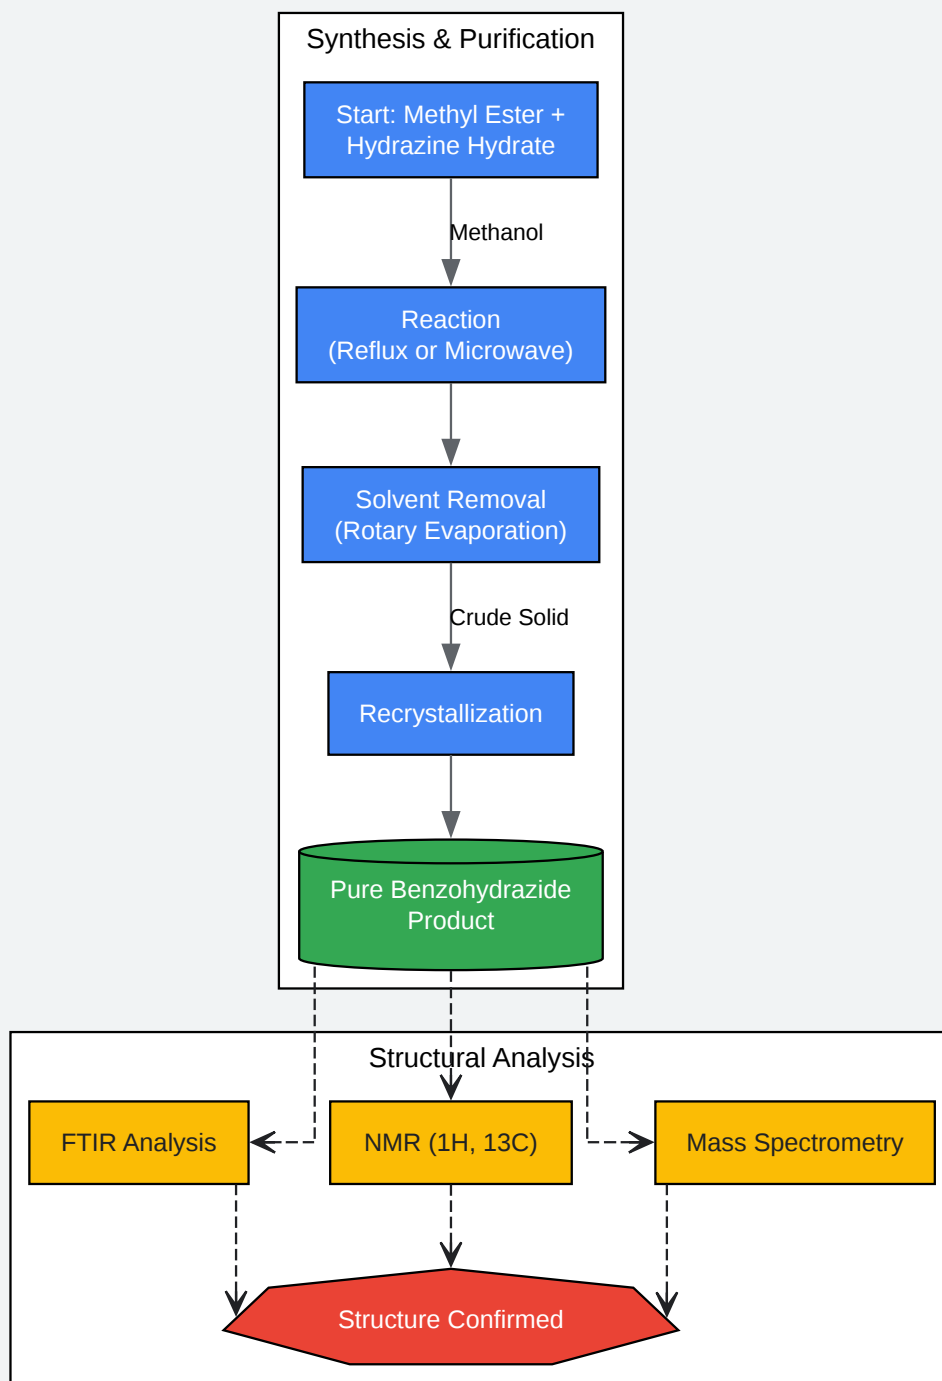 Synthesis & Purification
Start: Methyl Ester +
Hydrazine Hydrate
Methanol
Reaction
(Reflux or Microwave)
Solvent Removal
(Rotary Evaporation)
Crude Solid
Recrystallization
Pure Benzohydrazide
Product
Structural Analysis
FTIR Analysis
NMR (1H, 13C)
Mass Spectrometry
Structure Confirmed